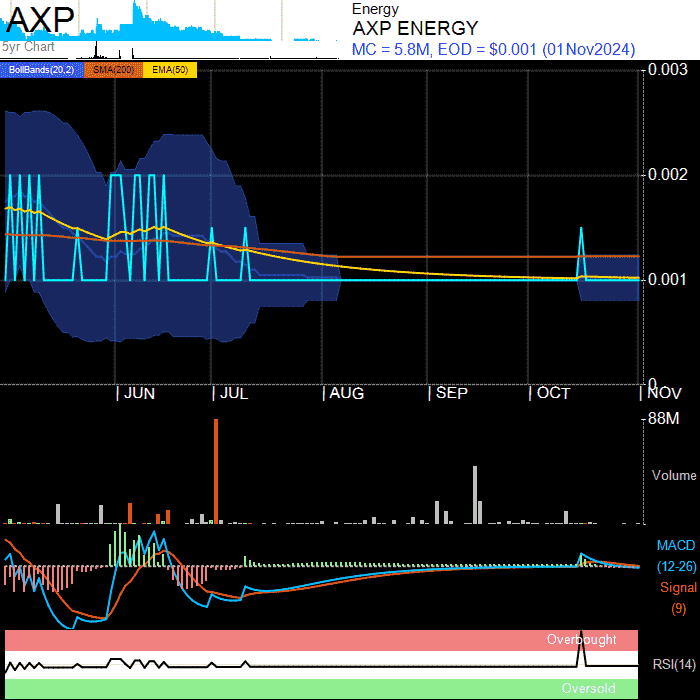 AXP
5yr Chart
Energy
AXP ENERGY
MC = 5.8M, EOD = $0.001 (01Nov2024)
BollBands(20,2) SMA(200) EMA(50)
0.003
0.002
0.001
0
| JUN | JUL | AUG | SEP | OCT | NOV
88M
Volume
MACD
(12-26)
Signal
(9)
Overbought
RSI(14)
Oversold